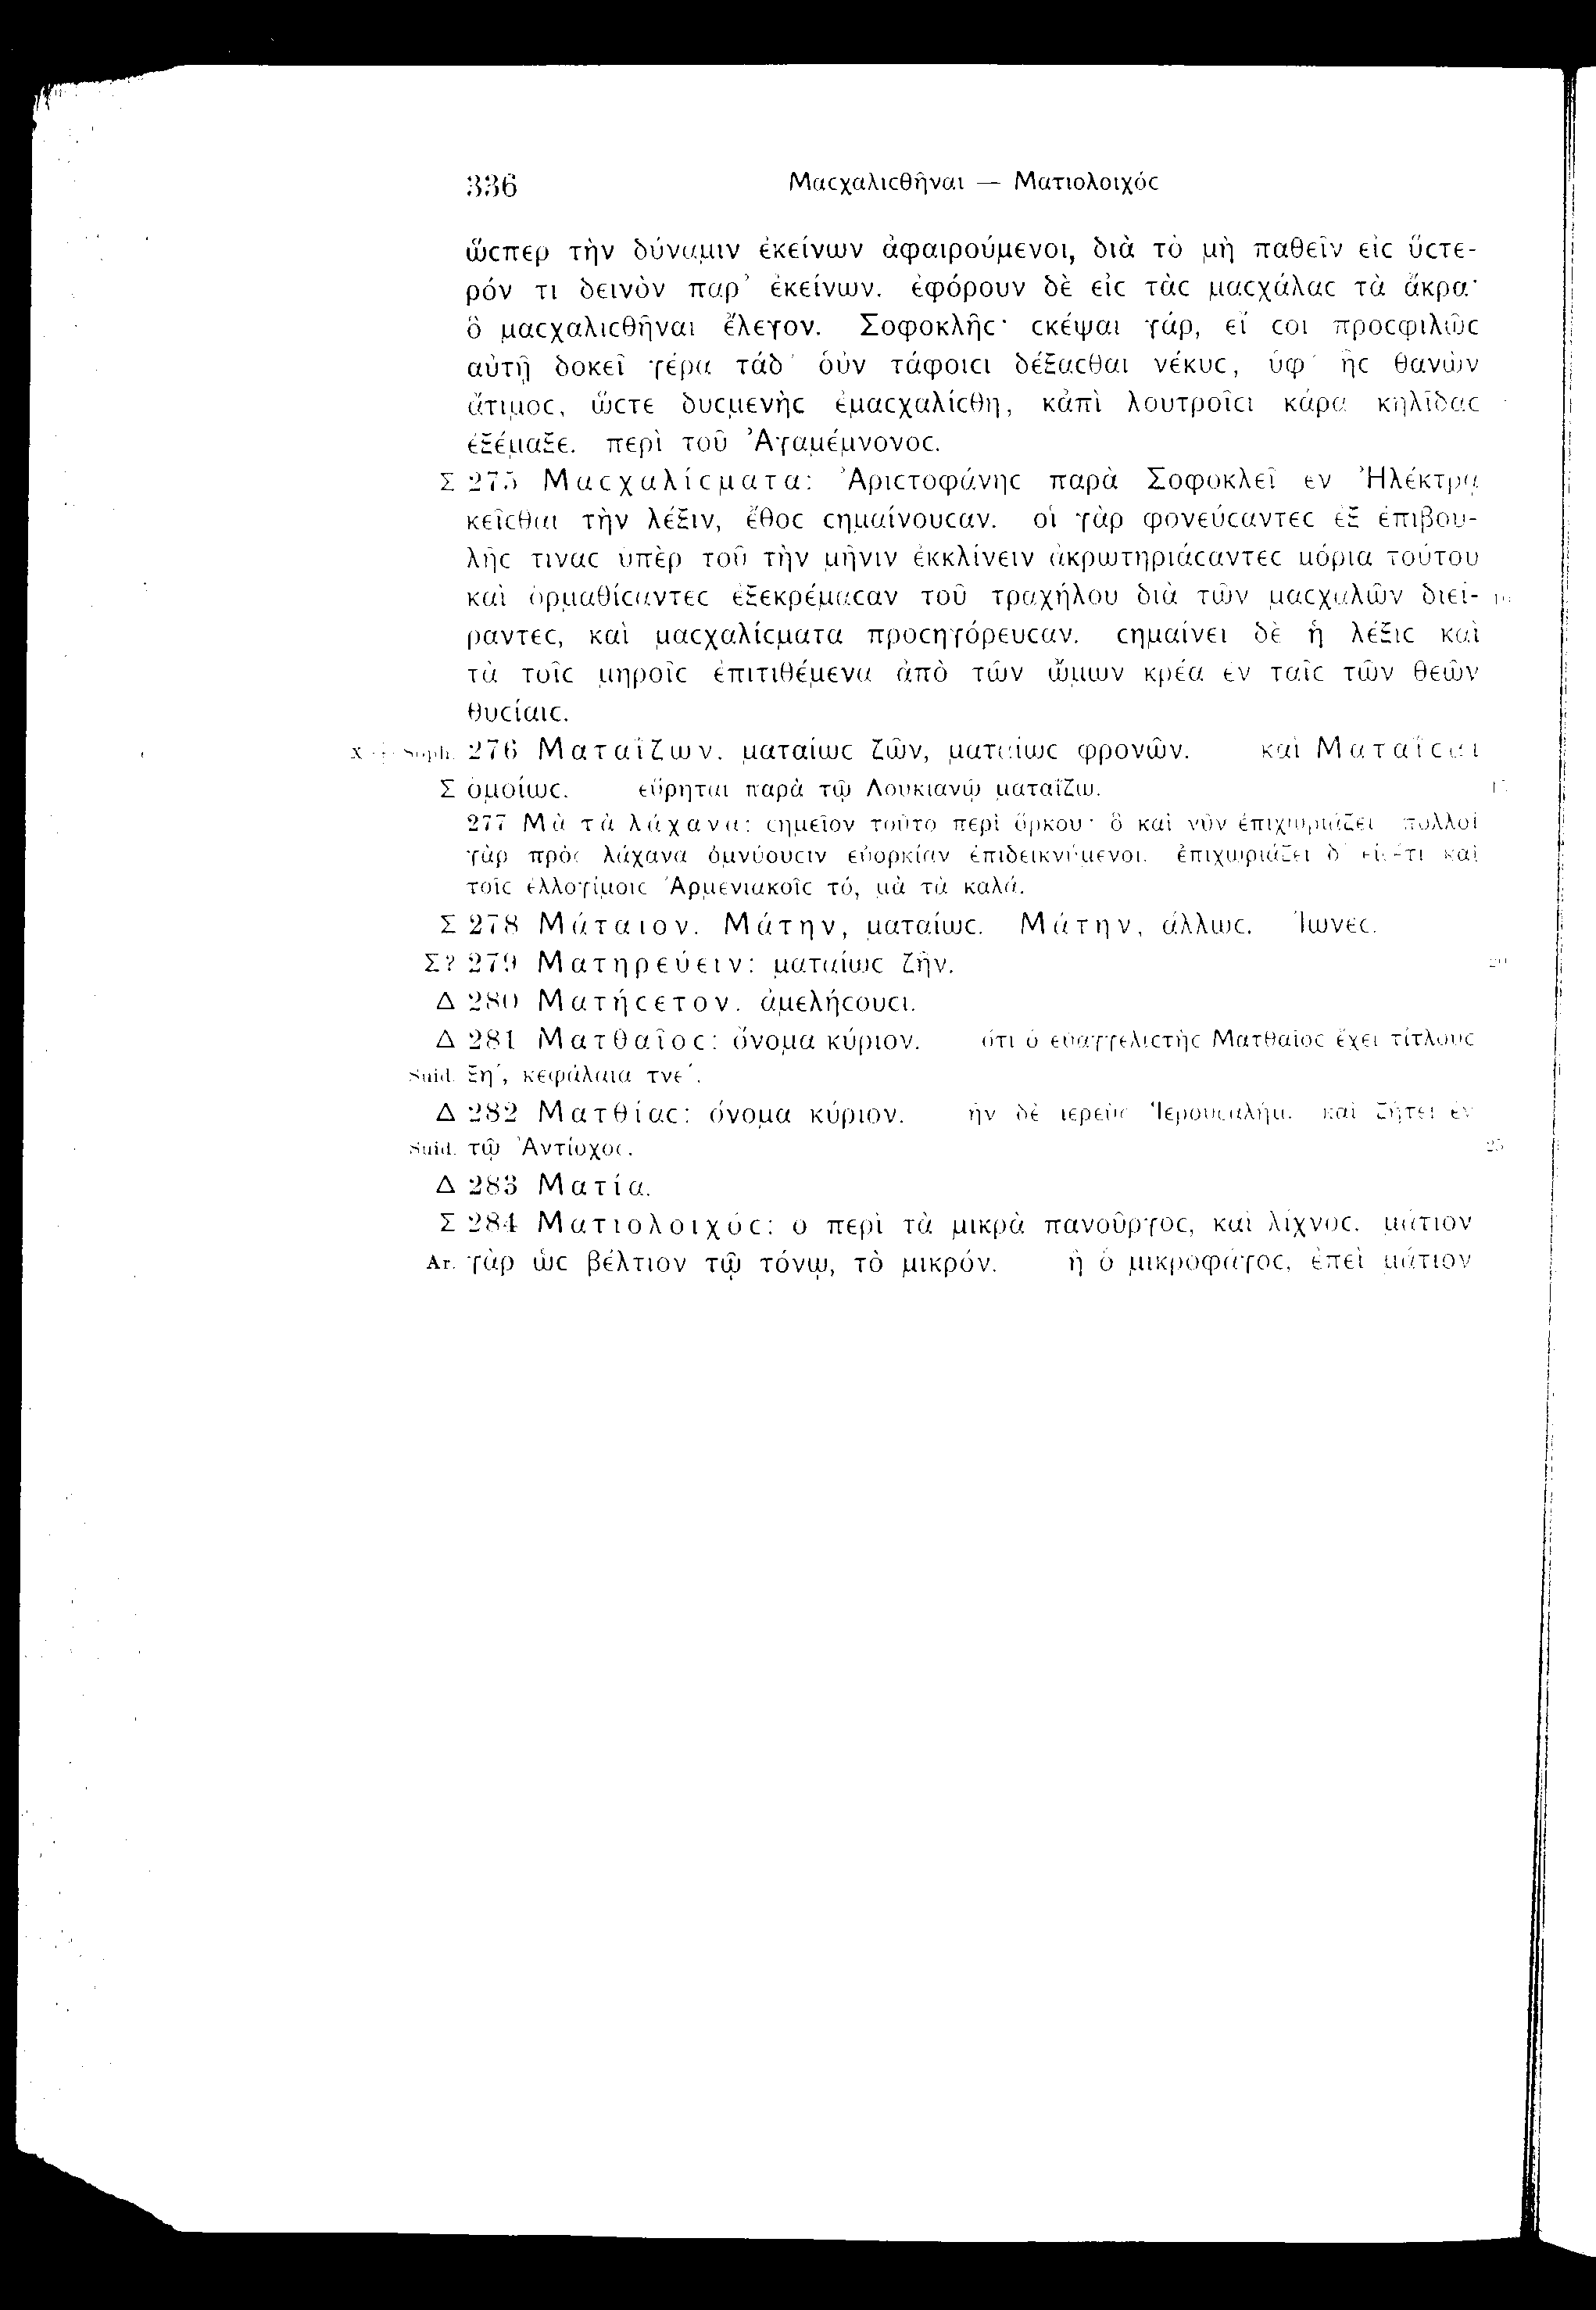 336 Μαϲχαλιϲθῆναι — Ματιολοιχόϲ
ὥϲπερ τὴν δύναμιν ἐκείνων ἀφαιρούμενοι, διὰ τὸ μὴ παθεῖν εἰϲ ὕϲτε-
ρόν τι δεινὸν παρ’ ἐκείνων. ἐφόρουν δὲ εἰϲ τὰϲ μαϲχάλαϲ τὰ ἄκρα·
ὃ μαϲχαλιϲθῆναι ἔλεγον. Σοφοκλῆϲ· ϲκέψαι γάρ, εἴ ϲοι προϲφιλῶϲ
αὐτῇ δοκεῖ γέρα τάδ’ οὑν τάφοιϲι δέξαϲθαι νέκυϲ, ὑφ’ ἧϲ θανὼν
ἄτιμοϲ, ὥϲτε δυϲμενὴϲ ἐμαϲχαλίϲθη, κἀπὶ λουτροῖϲι κάρα κηλῖδαϲ
ἐξέμαξε. περὶ τοῦ Ἀγαμέμνονοϲ.
Σ 275 Μαϲχαλίϲματα: Ἀριϲτοφάνηϲ παρὰ Σοφοκλεῖ ἐν Ἠλέκτρᾳ
κεῖϲθαι τὴν λέξιν, ἔθοϲ ϲημαίνουϲαν. οἱ γὰρ φονεύϲαντεϲ ἐξ ἐπιβου-
λῆϲ τιναϲ ὑπὲρ τοῦ τὴν μῆνιν ἐκκλίνειν ἀκρωτηριάϲαντεϲ μόρια τούτου
καὶ ὁρμαθίϲαντεϲ ἐξεκρέμαϲαν τοῦ τραχήλου διὰ τῶν μαϲχαλῶν διεί- 10
ραντεϲ, καὶ μαϲχαλίϲματα προϲηγόρευϲαν. ϲημαίνει δὲ ἡ λέξιϲ καὶ
τὰ τοῖϲ μηροῖϲ ἐπιτιθέμενα ἀπὸ τῶν ὤμων κρέα ἐν ταῖϲ τῶν θεῶν
θυϲίαιϲ.
Soph. 276 Ματαΐζων. ματαίωϲ ζῶν, ματαίωϲ φρονῶν. καὶ Ματαΐϲαι
Σ ὁμοίωϲ. εὕρηται παρὰ τῷ Λουκιανῷ ματαΐζω. 15
277 Μὰ τὰ λάχανα: ϲημεῖον τοῦτο περὶ ὅρκου· ὃ καὶ νῦν ἐπιχωριάζει πολλοὶ
γὰρ πρὸϲ λάχανα ὀμνύουϲιν εὐορκίαν ἐπιδεικνύμενοι. ἐπιχωριάζει δ’ εἰϲέτι καὶ
τοῖϲ ἐλλογίμοιϲ Ἀρμενιακοῖϲ τό, μὰ τὰ καλά.
Σ 278 Μάταιον. Μάτην, ματαίωϲ. Μάτην, ἄλλωϲ. Ἴωνεϲ.
Σ? 279 Ματηρεύειν: ματαίωϲ ζῆν. 20
Δ 280 Ματήϲετον. ἀμελήϲουϲι.
Δ 281 Ματθαῖοϲ: ὄνομα κύριον. ὅτι ὁ εὐαγγελιϲτὴϲ Ματθαῖοϲ ἔχει τίτλουϲ
Suid. ξη΄, κεφάλαια τνε΄.
Δ 282 Ματθίαϲ: ὄνομα κύριον. ἦν δὲ ἱερεὺϲ Ἱερουϲαλήμ. καὶ ζήτει ἐν
Suid. τῷ Ἀντίοχοϲ. 25
Δ 283 Ματία.
Σ 284 Ματιολοιχόϲ: ὁ περὶ τὰ μικρὰ πανοῦργοϲ, καὶ λίχνοϲ. μάτιον
Ar. γὰρ ὡϲ βέλτιον τῷ τόνῳ, τὸ μικρόν. ἢ ὁ μικροφάγοϲ, ἐπεὶ μάτιον